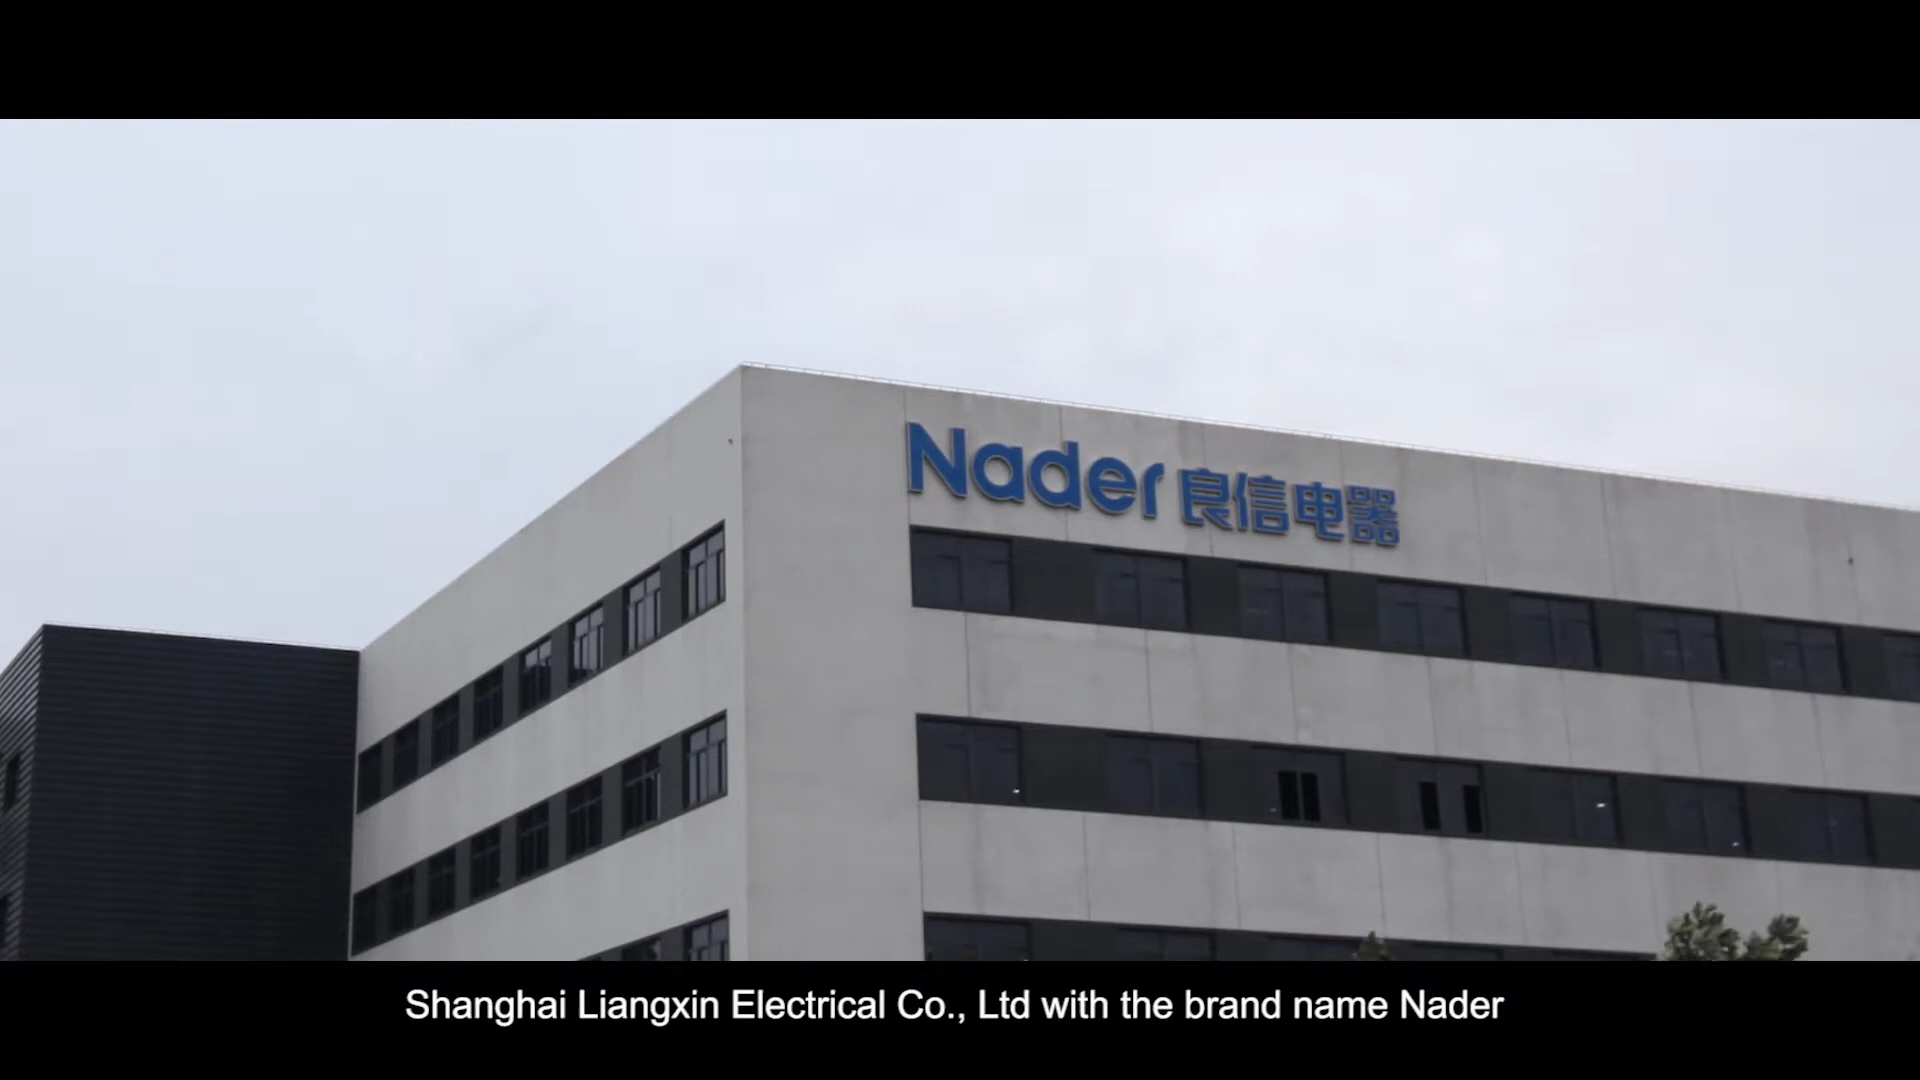 Nader 良信电器
Shanghai Liangxin Electrical Co., Ltd with the brand name Nader